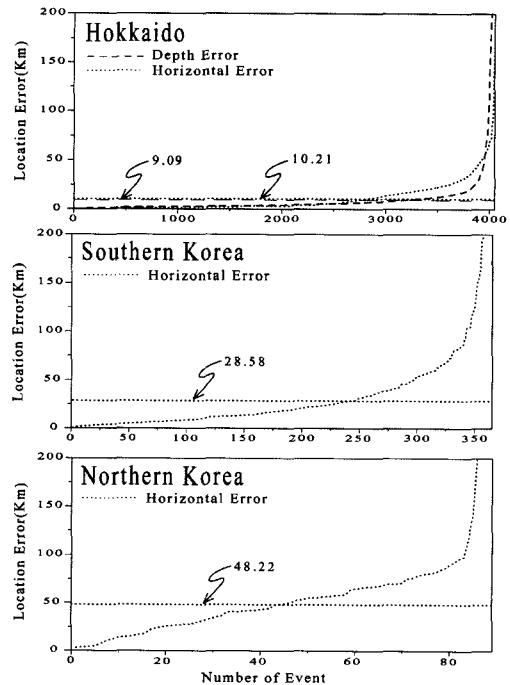 Hokkaido
Depth Error
Horizontal Error
Location Error(Km)
200
150
100
50
0
9.09
10.21
0 1000 2000 3000 4000
Southern Korea
Horizontal Error
Location Error(Km)
200
150
100
50
0
28.58
0 50 100 150 200 250 300 350
Northern Korea
Horizontal Error
Location Error(Km)
200
150
100
50
0
48.22
0 20 40 60 80
Number of Event